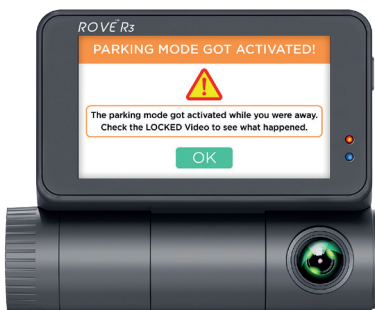 ROVE R3
PARKING MODE GOT ACTIVATED!
The parking mode got activated while you were away.
Check the LOCKED Video to see what happened.
OK